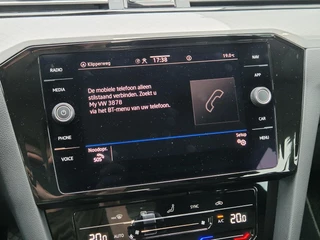 Klipperweg
17:38
19.0°C
RADIO
MEDIA
PHONE
VOICE
NAV
APP
CAR
MENU
De mobiele telefoon alleen
stilstaand verbinden. Zoekt u
My VW 3878
via het BT-menu van uw telefoon.
Noodopr.
SOS
Setup
A/C
AUTO
20.0
20.0